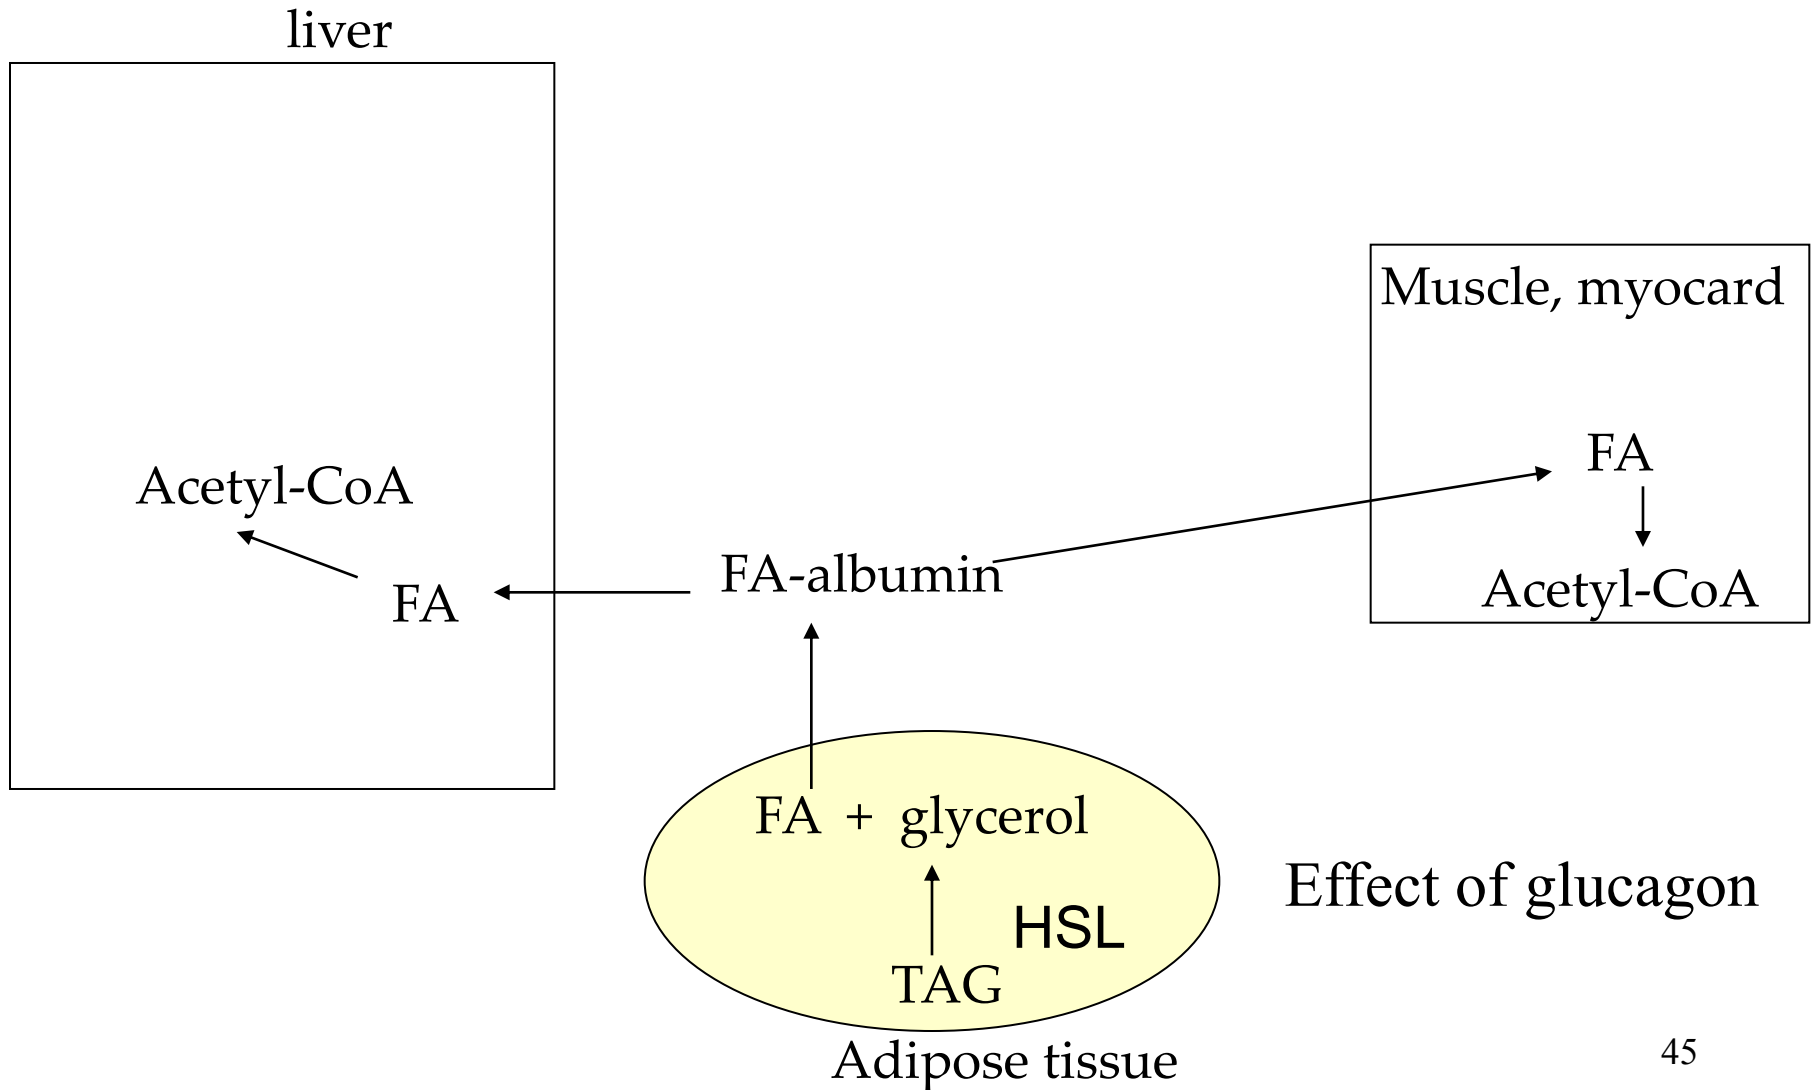 liver
Muscle, myocard
FA
Acetyl-CoA
Acetyl-CoA
FA-albumin
FA
FA + glycerol
Effect of glucagon
HSL
TAG
Adipose tissue
45